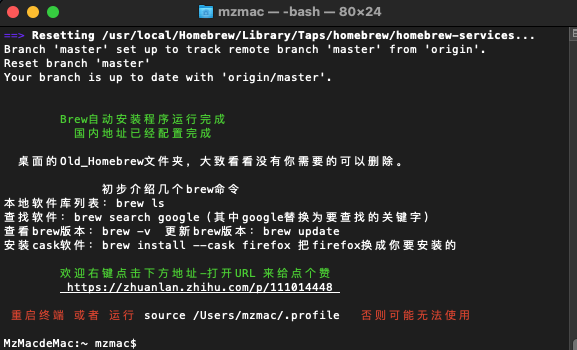 mzmac — -bash — 80×24
==> Resetting /usr/local/Homebrew/Library/Taps/homebrew/homebrew-services...
Branch 'master' set up to track remote branch 'master' from 'origin'.
Reset branch 'master'
Your branch is up to date with 'origin/master'.
Brew自动安装程序运行完成
国内地址已经配置完成
桌面的Old_Homebrew文件夹，大致看看没有你需要的可以删除。
初步介绍几个brew命令
本地软件库列表：brew ls
查找软件：brew search google（其中google替换为要查找的关键字）
查看brew版本：brew -v 更新brew版本：brew update
安装cask软件：brew install --cask firefox 把firefox换成你要安装的
欢迎右键点击下方地址-打开URL 来给点个赞
https://zhuanlan.zhihu.com/p/111014448
重启终端 或者 运行 source /Users/mzmac/.profile 否则可能无法使用
MzMacdeMac:~ mzmac$